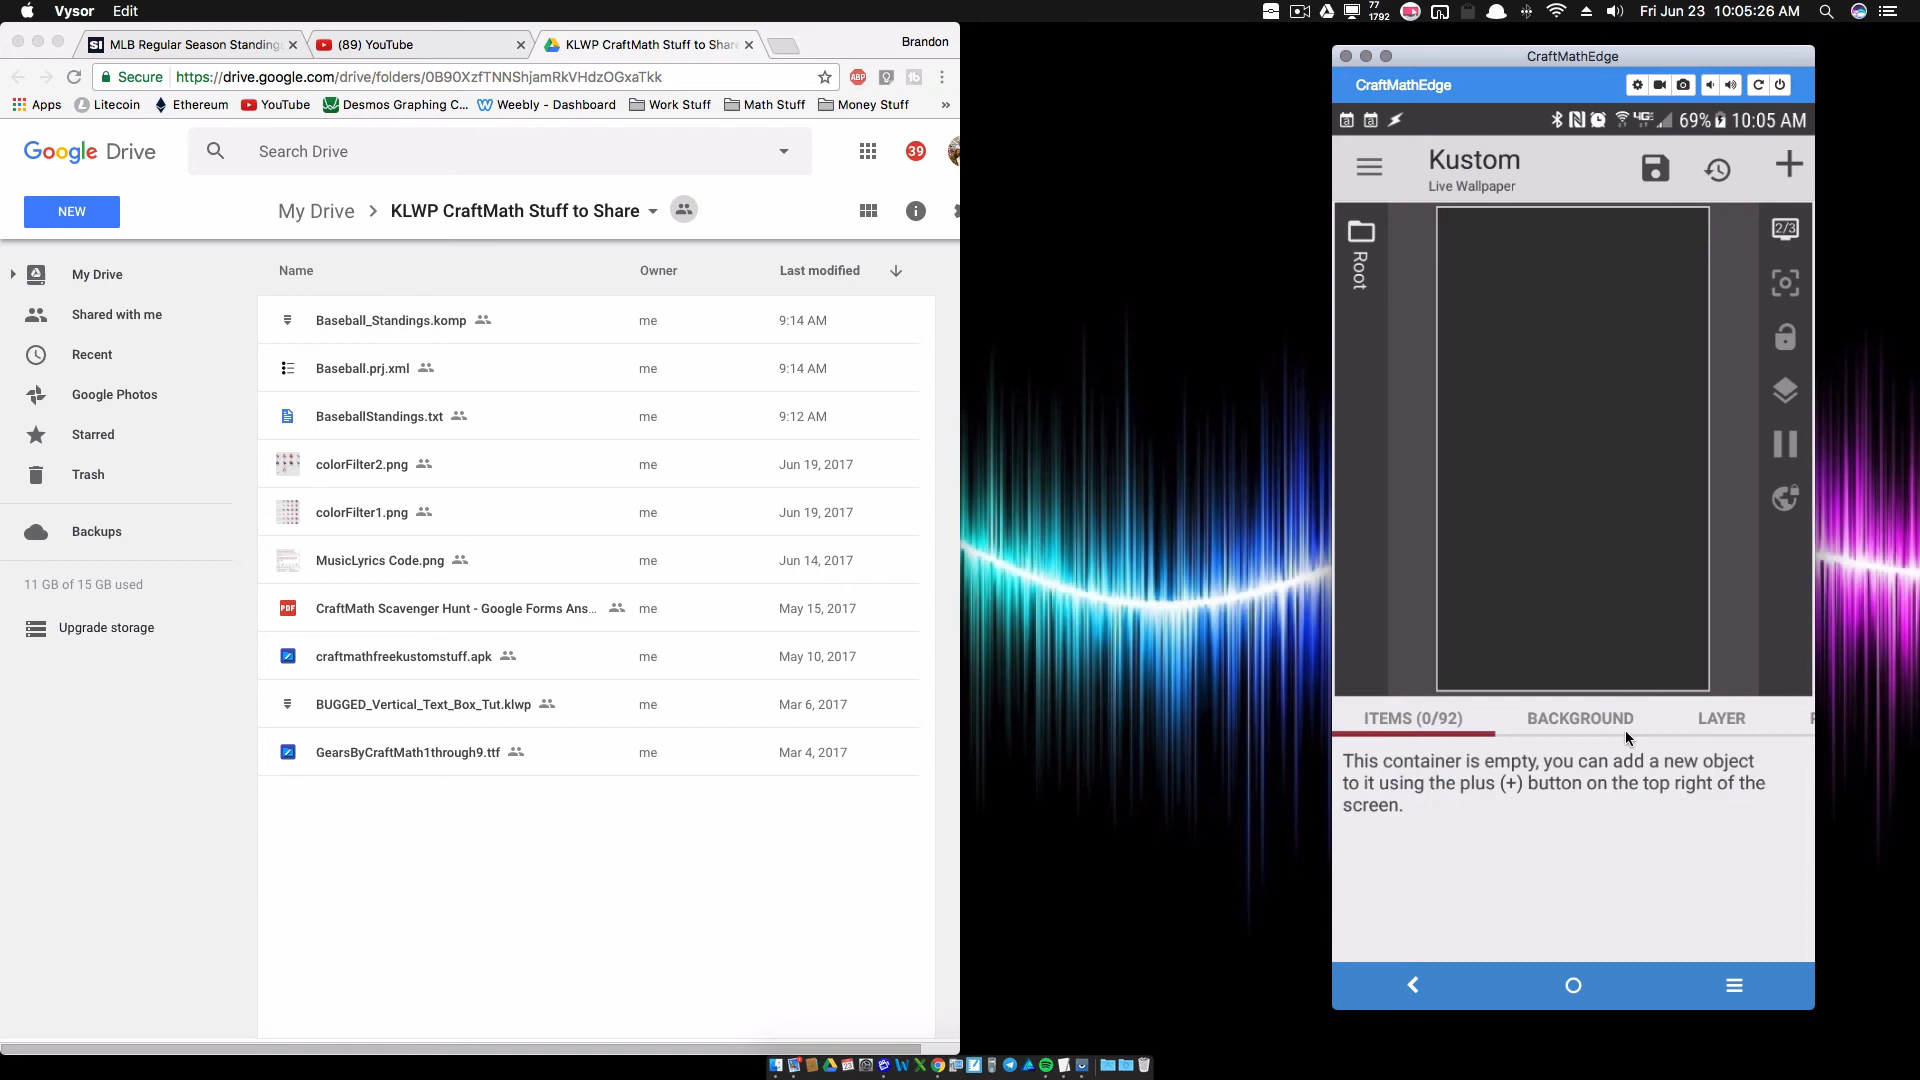 Vysor Edit
77
1792
Fri Jun 23 10:05:26 AM
SI MLB Regular Season Standing
(89) YouTube
KLWP CraftMath Stuff to Share
Brandon
Secure https://drive.google.com/drive/folders/0B90XzfTNNShjamRkVHdzOGxaTkk
ABP
Apps Litecoin Ethereum YouTube Desmos Graphing C... Weebly - Dashboard Work Stuff Math Stuff Money Stuff »
Google Drive
Search Drive
39
NEW
My Drive > KLWP CraftMath Stuff to Share
My Drive
Shared with me
Recent
Google Photos
Starred
Trash
Backups
11 GB of 15 GB used
Upgrade storage
Name Owner Last modified
Baseball_Standings.komp me 9:14 AM
Baseball.prj.xml me 9:14 AM
BaseballStandings.txt me 9:12 AM
colorFilter2.png me Jun 19, 2017
colorFilter1.png me Jun 19, 2017
MusicLyrics Code.png me Jun 14, 2017
PDF CraftMath Scavenger Hunt - Google Forms Ans... me May 15, 2017
craftmathfreekustomstuff.apk me May 10, 2017
BUGGED_Vertical_Text_Box_Tut.klwp me Mar 6, 2017
GearsByCraftMath1through9.ttf me Mar 4, 2017
CraftMathEdge
CraftMathEdge
4G 69% 10:05 AM
Kustom
Live Wallpaper
Root
2/3
ITEMS (0/92) BACKGROUND LAYER
This container is empty, you can add a new object
to it using the plus (+) button on the top right of the
screen.